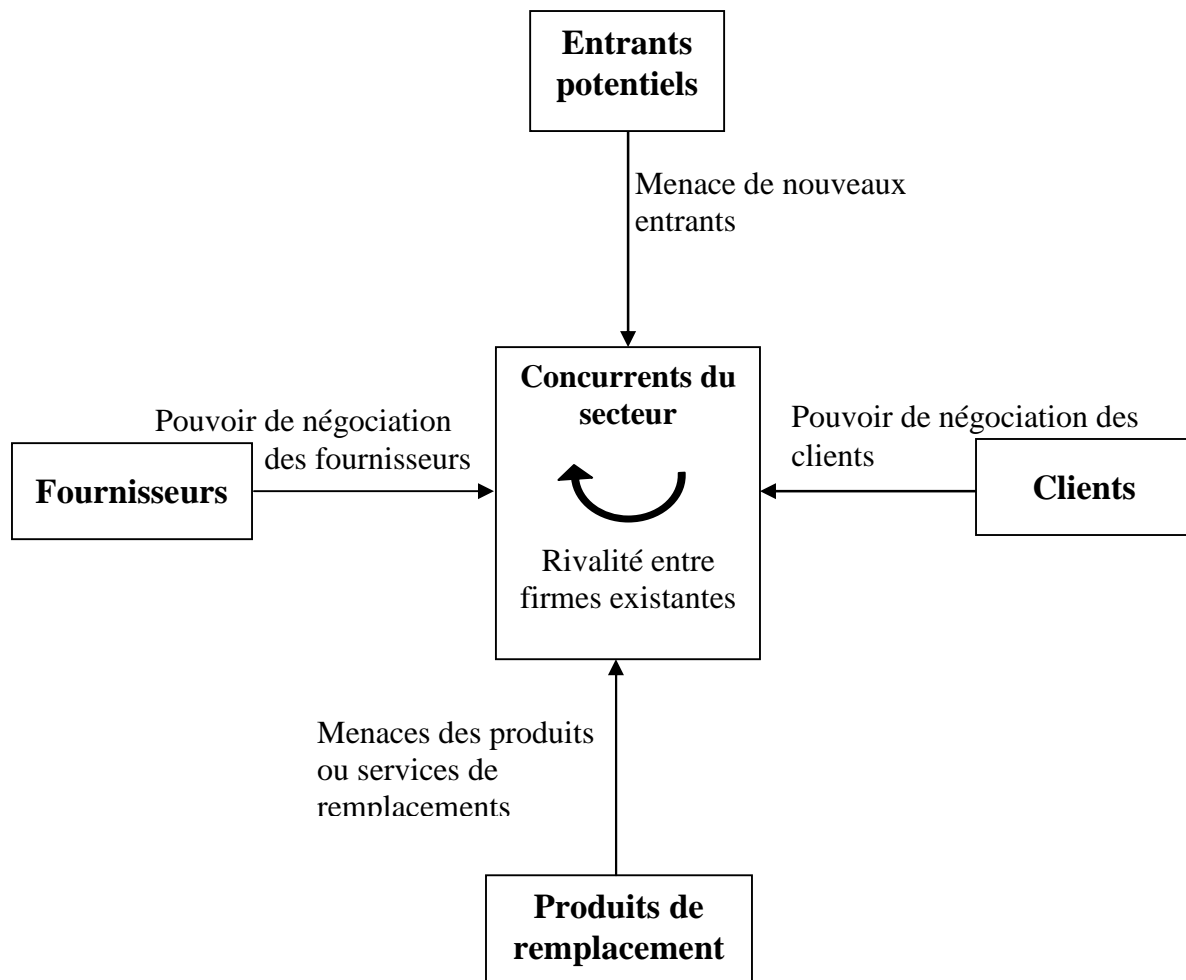 Entrants
potentiels
Menace de nouveaux
entrants
Concurrents du
secteur
Pouvoir de négociation
des fournisseurs
Pouvoir de négociation des
clients
Fournisseurs
Clients
Rivalité entre
firmes existantes
Menaces des produits
ou services de
remplacements
Produits de
remplacement